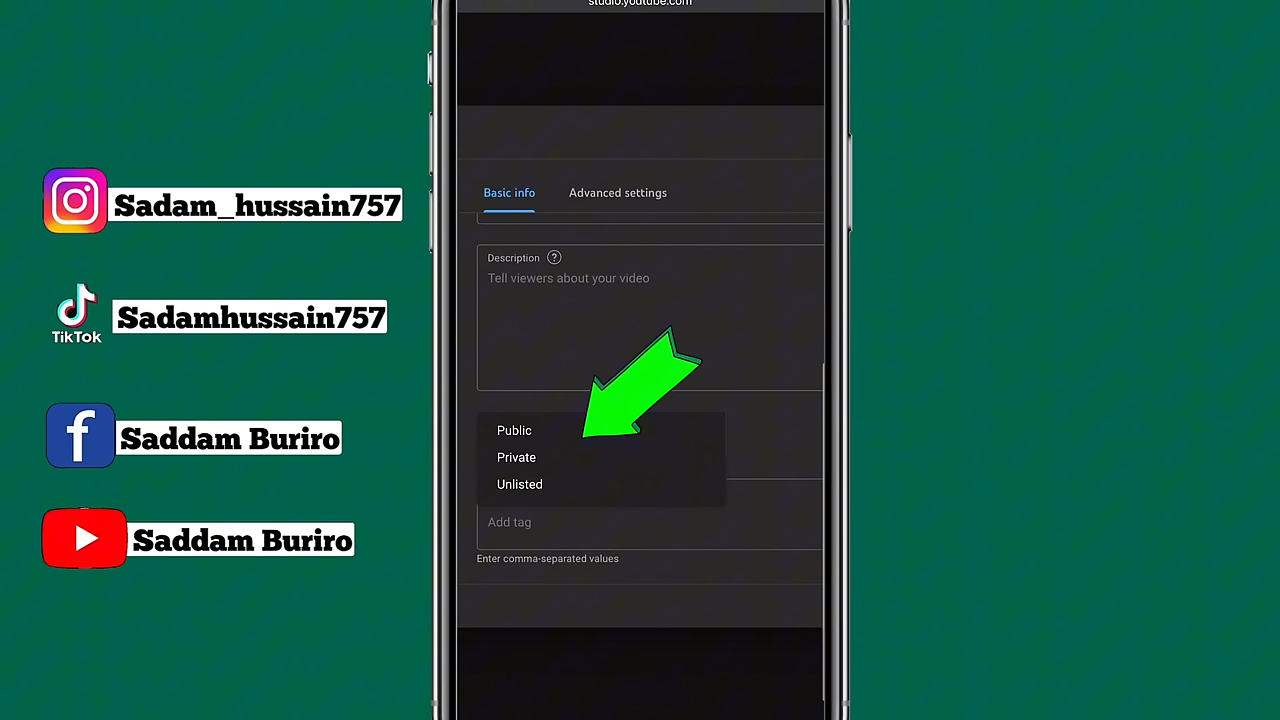 studio.youtube.com
Basic info
Advanced settings
Description ?
Tell viewers about your video
Public
Private
Unlisted
Add tag
Enter comma-separated values
Sadam_hussain757
TikTok
Sadamhussain757
f
Saddam Buriro
Saddam Buriro